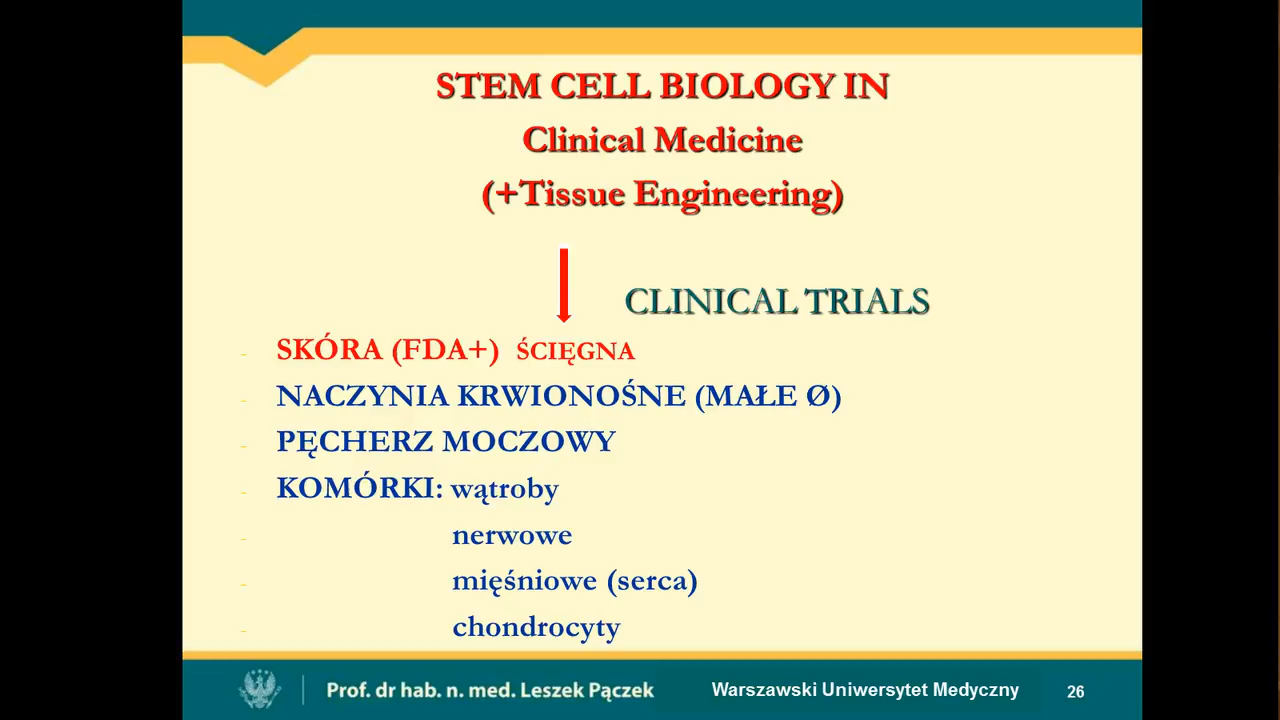 STEM CELL BIOLOGY IN
Clinical Medicine
(+Tissue Engineering)
CLINICAL TRIALS
- SKÓRA (FDA+) ŚCIĘGNA
- NACZYNIA KRWIONOŚNE (MAŁE Ø)
- PĘCHERZ MOCZOWY
- KOMÓRKI: wątroby
- nerwowe
- mięśniowe (serca)
- chondrocyty
Prof. dr hab. n. med. Leszek Pączek Warszawski Uniwersytet Medyczny 26